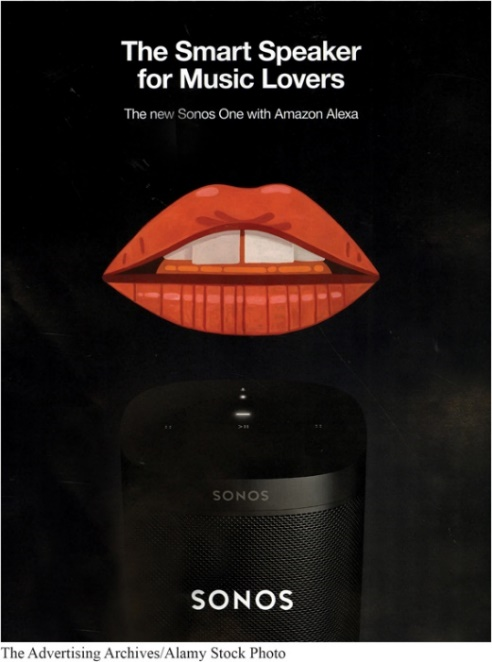 The Smart Speaker
for Music Lovers
The new Sonos One with Amazon Alexa
SONOS
SONOS
The Advertising Archives/Alamy Stock Photo